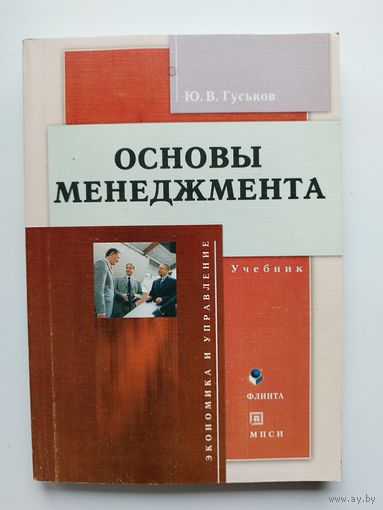 Ю. В. Гуськов
ОСНОВЫ
МЕНЕДЖМЕНТА
Учебник
ЭКОНОМИКА И УПРАВЛЕНИЕ
ФЛИНТА
МПСИ
www.ay.by